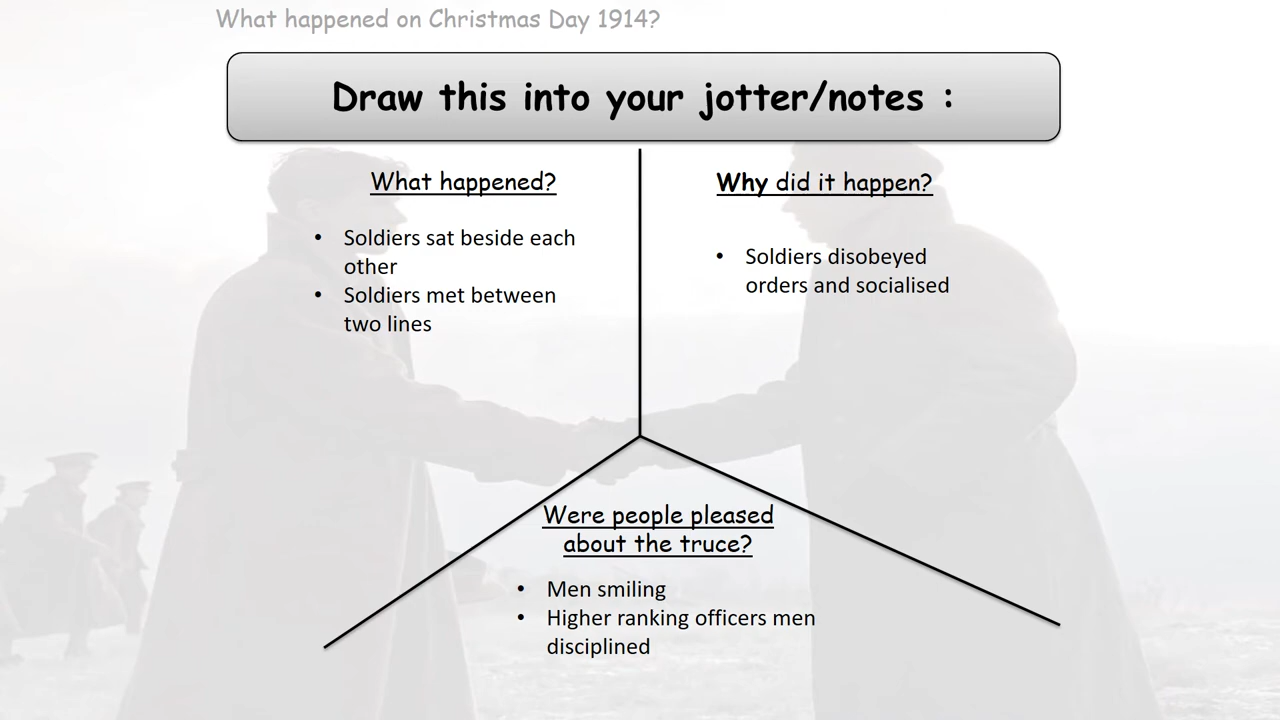 What happened on Christmas Day 1914?
Draw this into your jotter/notes :
What happened?
• Soldiers sat beside each
other
• Soldiers met between
two lines
Why did it happen?
• Soldiers disobeyed
orders and socialised
Were people pleased
about the truce?
• Men smiling
• Higher ranking officers men
disciplined